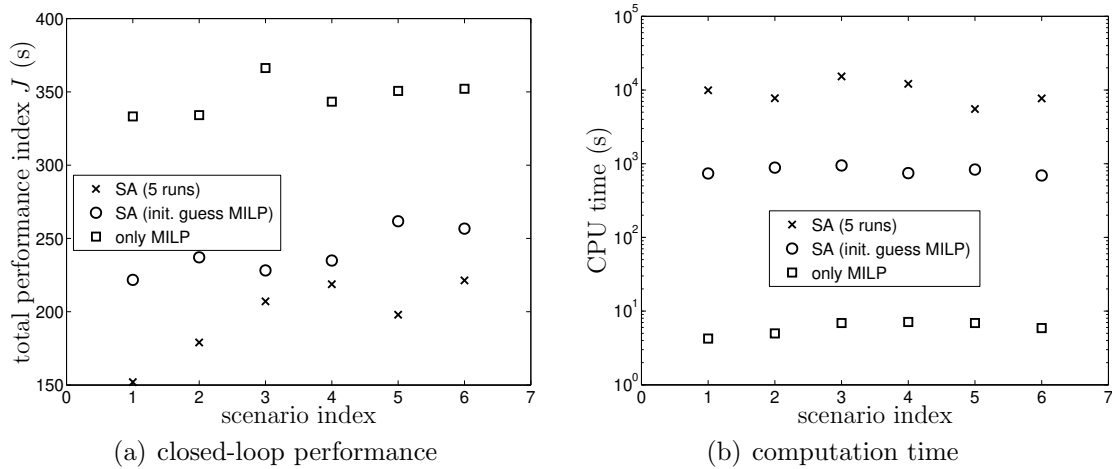 400
350
300
250
200
150
total performance index J (s)
SA (5 runs)
SA (init. guess MILP)
only MILP
0 1 2 3 4 5 6 7
scenario index
(a) closed-loop performance
10^5
10^4
10^3
10^2
10^1
10^0
CPU time (s)
SA (5 runs)
SA (init. guess MILP)
only MILP
0 1 2 3 4 5 6 7
scenario index
(b) computation time